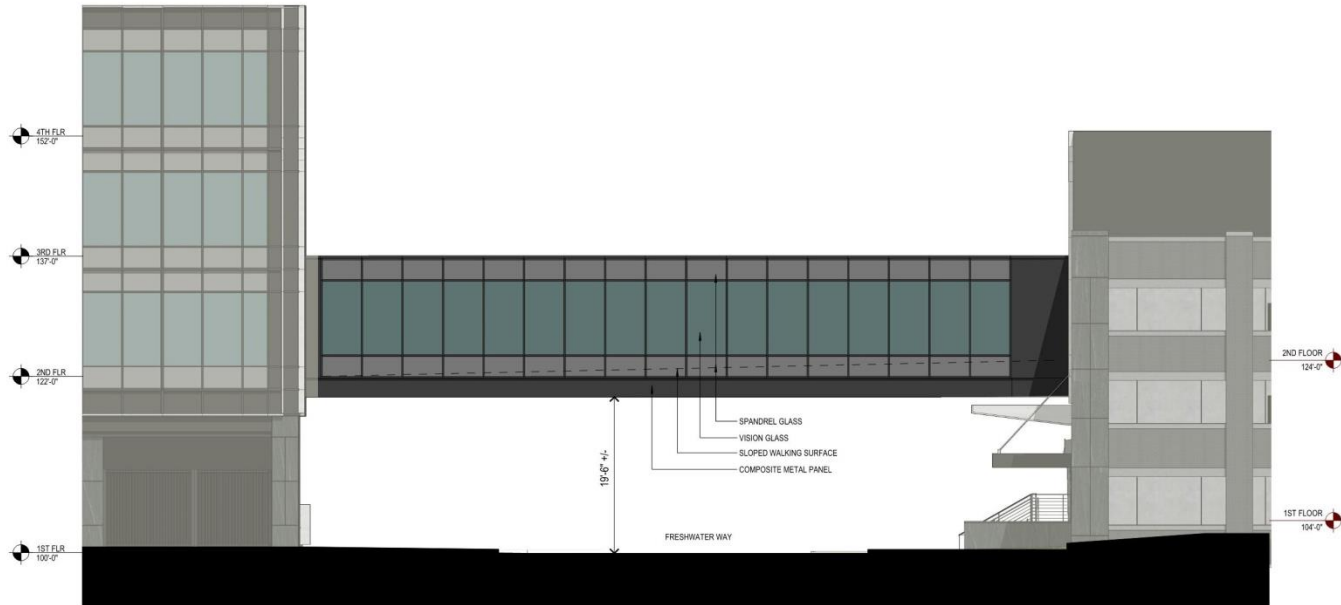 4TH FLR
152'-0"
3RD FLR
137'-0"
2ND FLR
122'-0"
2ND FLOOR
124'-0"
SPANDREL GLASS
VISION GLASS
SLOPED WALKING SURFACE
COMPOSITE METAL PANEL
19'-6" +/-
1ST FLOOR
104'-0"
FRESHWATER WAY
1ST FLR
100'-0"